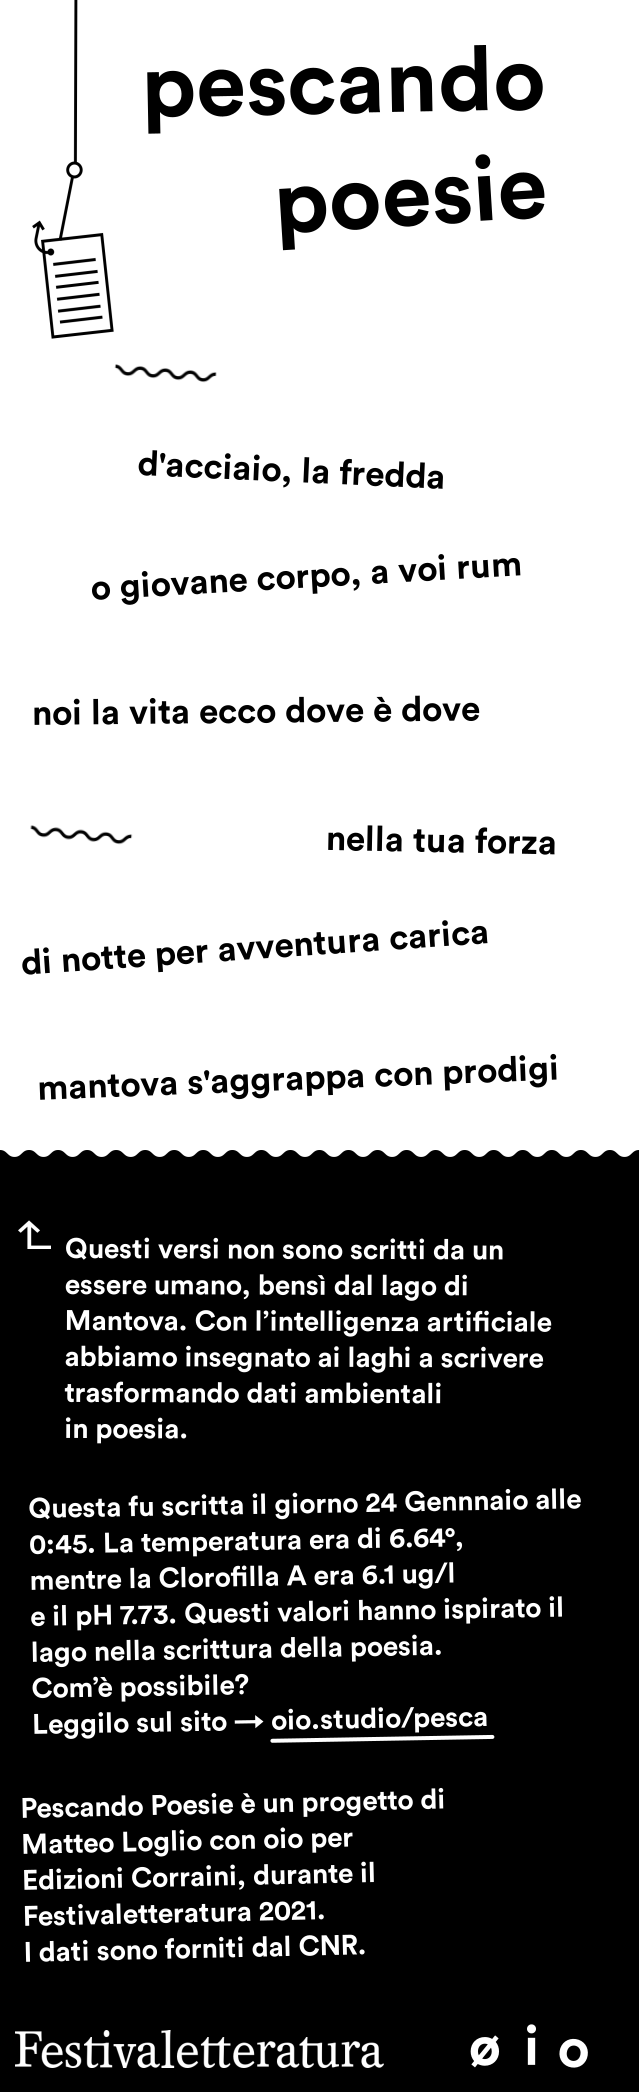 pescando
poesie
d'acciaio, la fredda
o giovane corpo, a voi rum
noi la vita ecco dove è dove
nella tua forza
di notte per avventura carica
mantova s'aggrappa con prodigi
Questi versi non sono scritti da un
essere umano, bensì dal lago di
Mantova. Con l’intelligenza artificiale
abbiamo insegnato ai laghi a scrivere
trasformando dati ambientali
in poesia.
Questa fu scritta il giorno 24 Gennnaio alle
0:45. La temperatura era di 6.64°,
mentre la Clorofilla A era 6.1 ug/l
e il pH 7.73. Questi valori hanno ispirato il
lago nella scrittura della poesia.
Com’è possibile?
Leggilo sul sito → oio.studio/pesca
Pescando Poesie è un progetto di
Matteo Loglio con oio per
Edizioni Corraini, durante il
Festivaletteratura 2021.
I dati sono forniti dal CNR.
Festivaletteratura ø i o